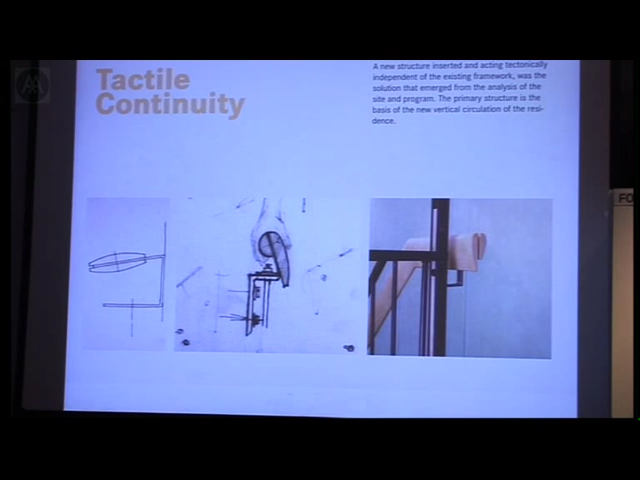 Tactile
Continuity
A new structure inserted and acting tectonically
independent of the existing framework, was the
solution that emerged from the analysis of the
site and program. The primary structure is the
basis of the new vertical circulation of the resi-
dence.
AA
FO